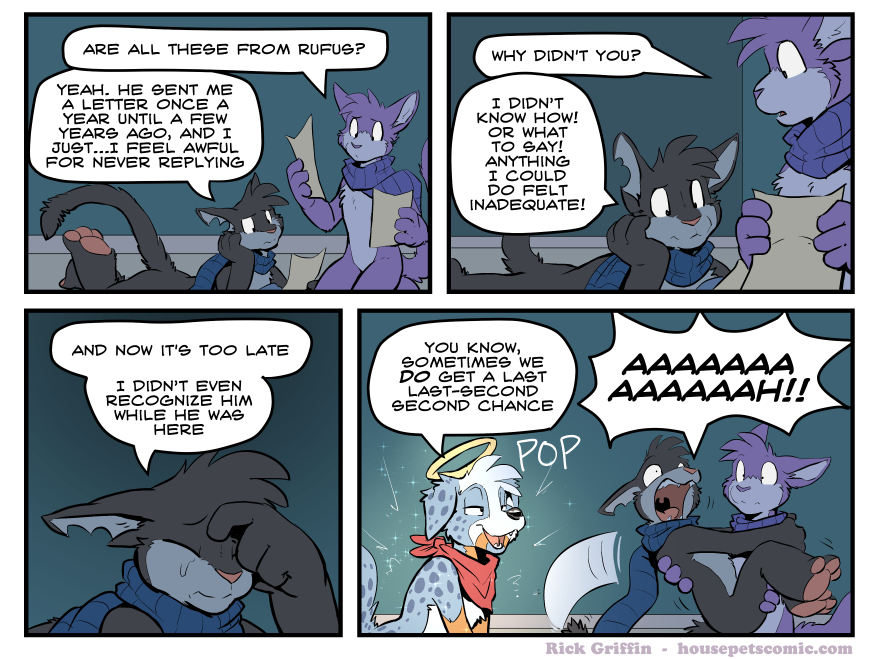 ARE ALL THESE FROM RUFUS?
YEAH. HE SENT ME
A LETTER ONCE A
YEAR UNTIL A FEW
YEARS AGO, AND I
JUST...I FEEL AWFUL
FOR NEVER REPLYING
WHY DIDN'T YOU?
I DIDN'T
KNOW HOW!
OR WHAT
TO SAY!
ANYTHING
I COULD
DO FELT
INADEQUATE!
AND NOW IT'S TOO LATE
I DIDN'T EVEN
RECOGNIZE HIM
WHILE HE WAS
HERE
YOU KNOW,
SOMETIMES WE
DO GET A LAST
LAST-SECOND
SECOND CHANCE
POP
AAAAAAA
AAAAAAH!!
Rick Griffin - housepetscomic.com